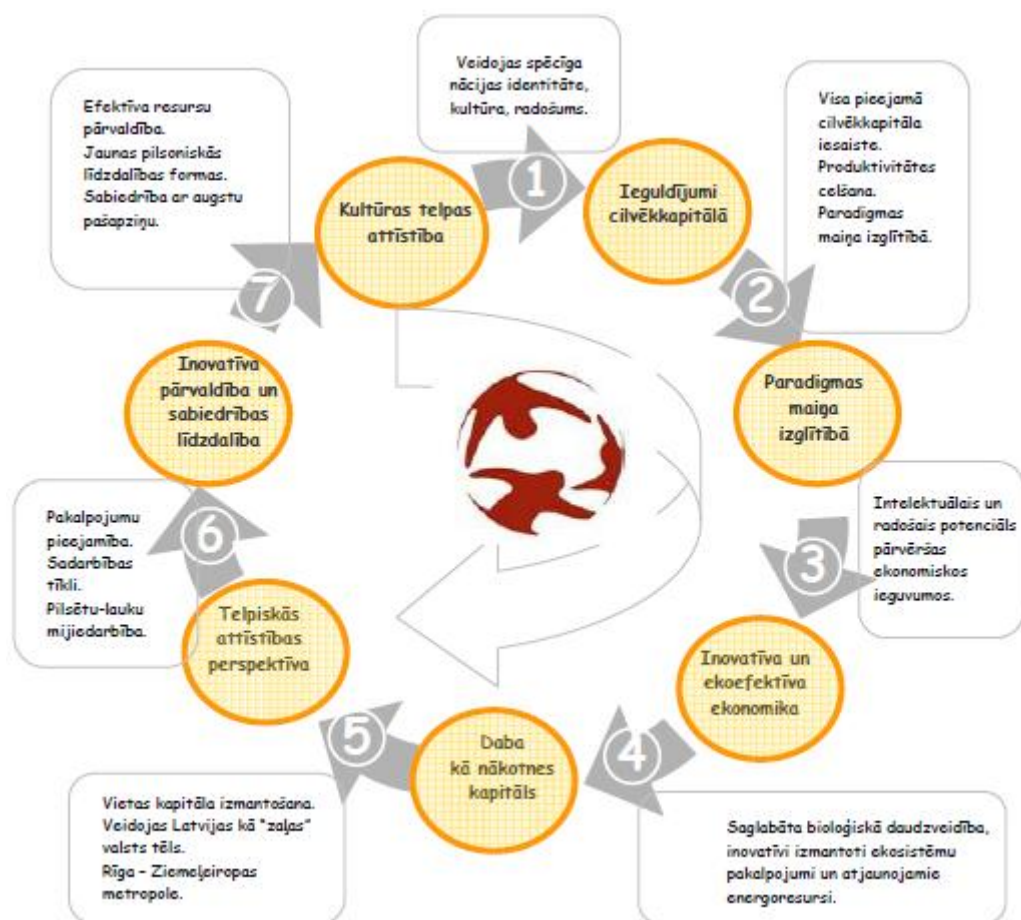 Veidojas spēcīga
nācijas identitāte,
kultūra, radošums.
Efektīva resursu
pārvaldība.
Jaunas pilsoniskās
līdzdalības formas.
Sabiedrība ar augstu
pašapziņu.
Visa pieejamā
cilvēkkapitāla
iesaiste.
Produktivitātes
celšana.
Paradigmas
maiņa izglītībā.
1
Kultūras telpas
attīstība
Ieguldījumi
cilvēkkapitālā
7
2
Inovatīva
pārvaldība un
sabiedrības
līdzdalība
Paradigmas
maiņa
izglītībā
Pakalpojumu
pieejamība.
Sadarbības
tīkli.
Pilsētu-lauku
mijiedarbība.
6
3
Intelektuālais un
radošais potenciāls
pārvēršas
ekonomiskos
ieguvumos.
Telpiskās
attīstības
perspektīva
Inovatīva un
ekoefektīva
ekonomika
5
Daba
kā nākotnes
kapitāls
4
Vietas kapitāla izmantošana.
Veidojas Latvijas kā "zaļas"
valsts tēls.
Rīga – Ziemeļeiropas
metropole.
Saglabāta bioloģiskā daudzveidība,
inovatīvi izmantoti ekosistēmu
pakalpojumi un atjaunojamie
energoresursi.